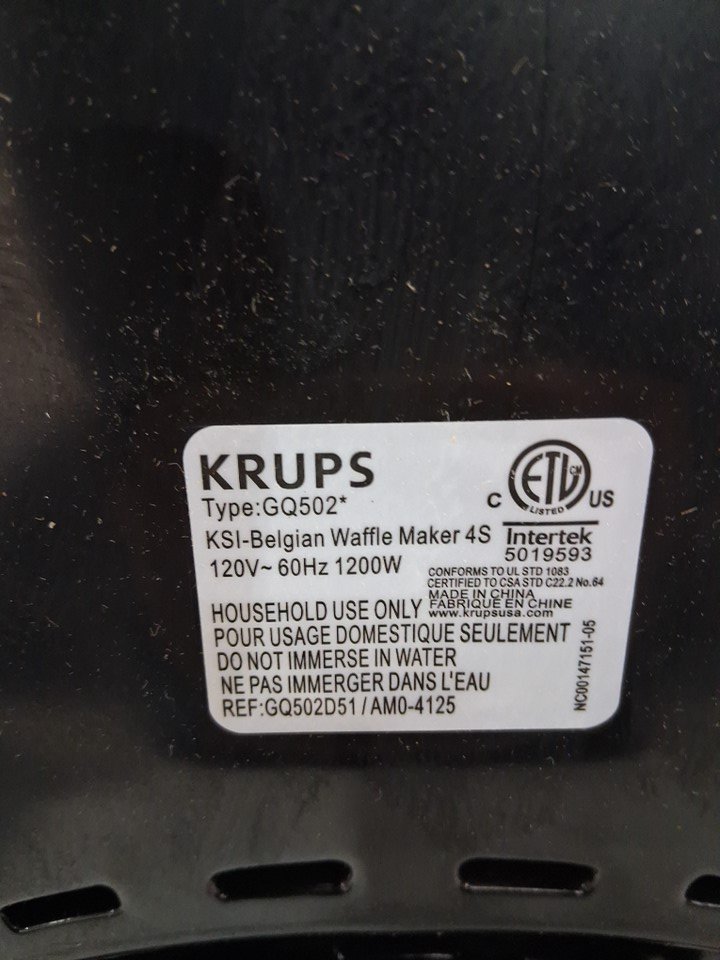 KRUPS
Type:GQ502*
KSI-Belgian Waffle Maker 4S
120V~ 60Hz 1200W
C ETL CM LISTED US
Intertek
5019593
CONFORMS TO UL STD 1083
CERTIFIED TO CSA STD C22.2 No.64
MADE IN CHINA
FABRIQUE EN CHINE
www.krupsusa.com
HOUSEHOLD USE ONLY
POUR USAGE DOMESTIQUE SEULEMENT
DO NOT IMMERSE IN WATER
NE PAS IMMERGER DANS L'EAU
REF:GQ502D51 / AM0-4125
NC00147151-05